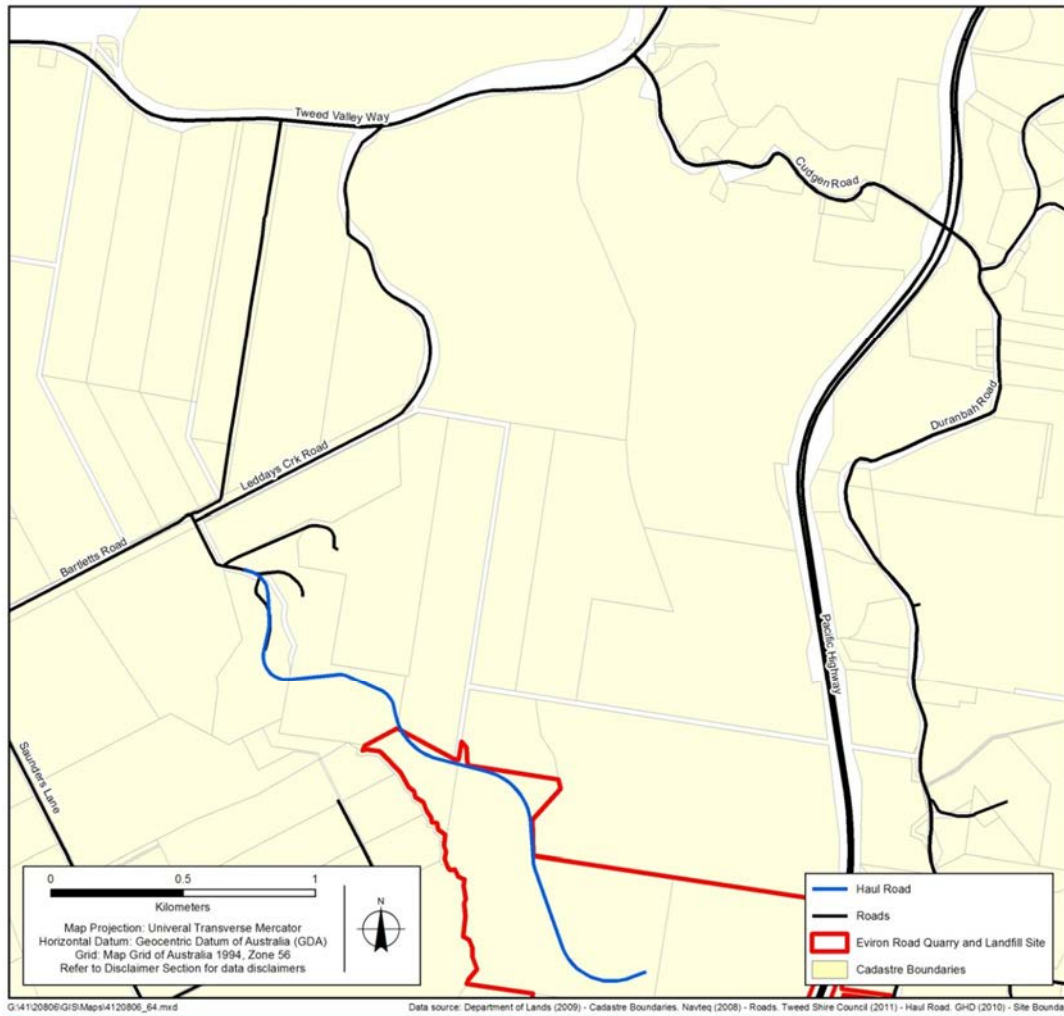 Tweed Valley Way
Cudgen Road
Duranbah Road
Leddays Crk Road
Bartletts Road
Pacific Highway
Saunders Lane
0 0.5 1
Kilometers
Map Projection: Univeral Transverse Mercator
Horizontal Datum: Geocentric Datum of Australia (GDA)
Grid: Map Grid of Australia 1994, Zone 56
Refer to Disclaimer Section for data disclaimers
N
Haul Road
Roads
Eviron Road Quarry and Landfill Site
Cadastre Boundaries
G:\41\20806\GIS\Maps\4120806_64.mxd
Data source: Department of Lands (2009) - Cadastre Boundaries. Navteq (2008) - Roads. Tweed Shire Council (2011) - Haul Road. GHD (2010) - Site Bounda